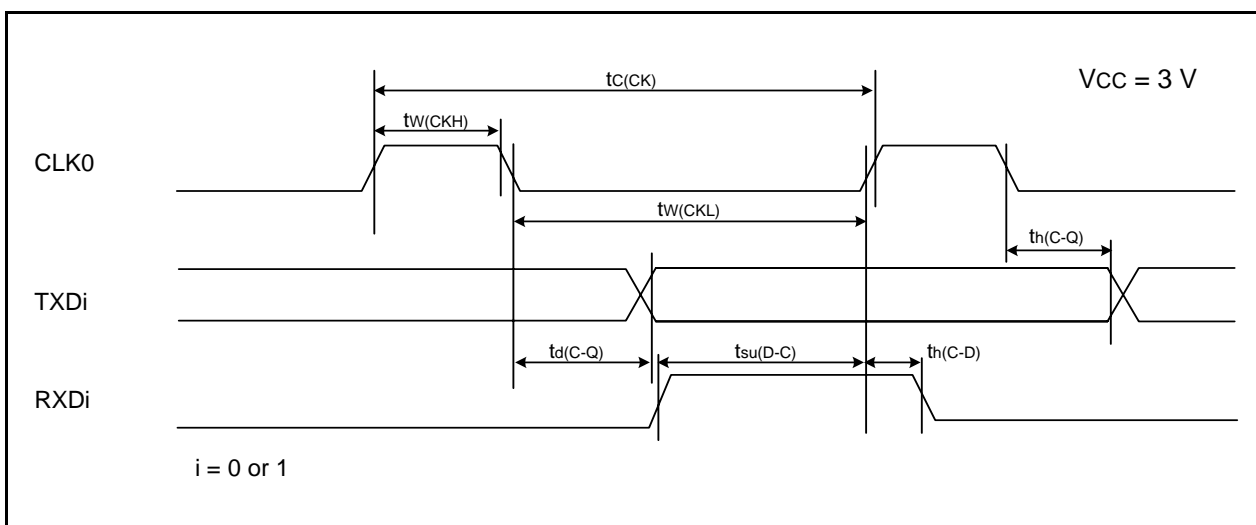 tC(CK)
VCC = 3 V
tW(CKH)
CLK0
tW(CKL)
th(C-Q)
TXDi
td(C-Q)
tsu(D-C)
th(C-D)
RXDi
i = 0 or 1